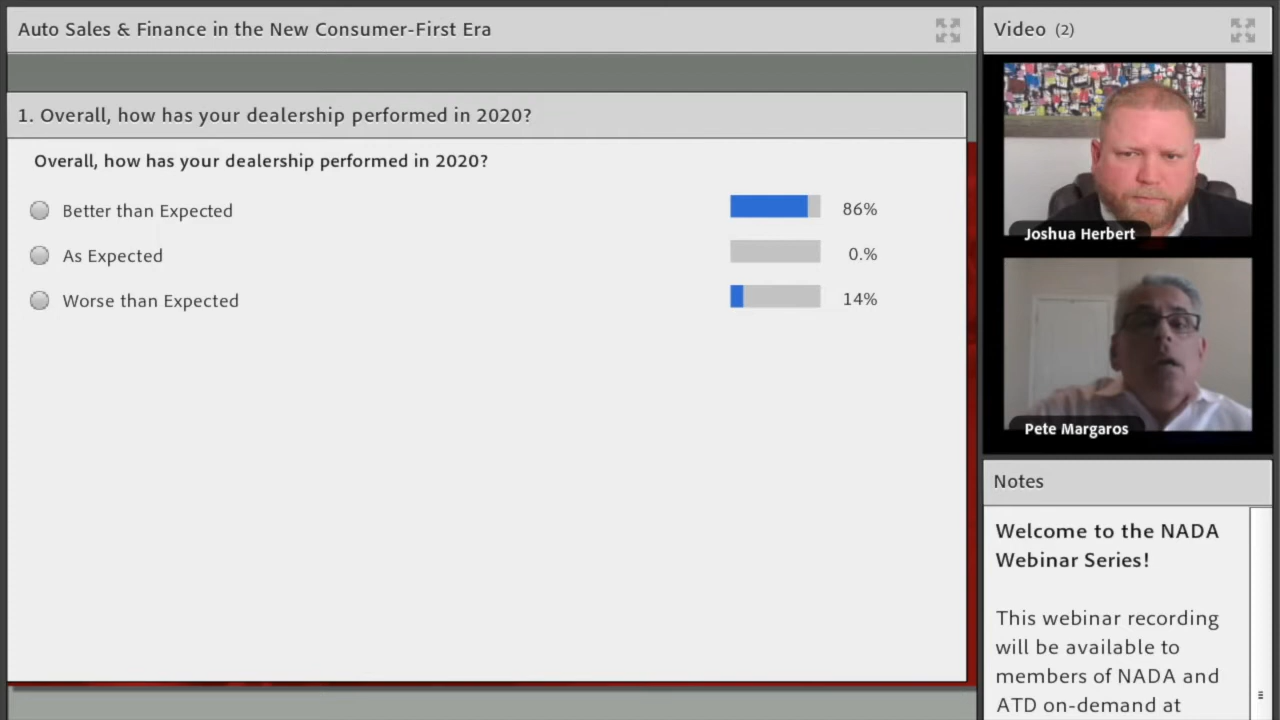 Auto Sales & Finance in the New Consumer-First Era
1. Overall, how has your dealership performed in 2020?
Overall, how has your dealership performed in 2020?
Better than Expected 86%
As Expected 0.%
Worse than Expected 14%
Video (2)
Joshua Herbert
Pete Margaros
Notes
Welcome to the NADA
Webinar Series!
This webinar recording
will be available to
members of NADA and
ATD on-demand at